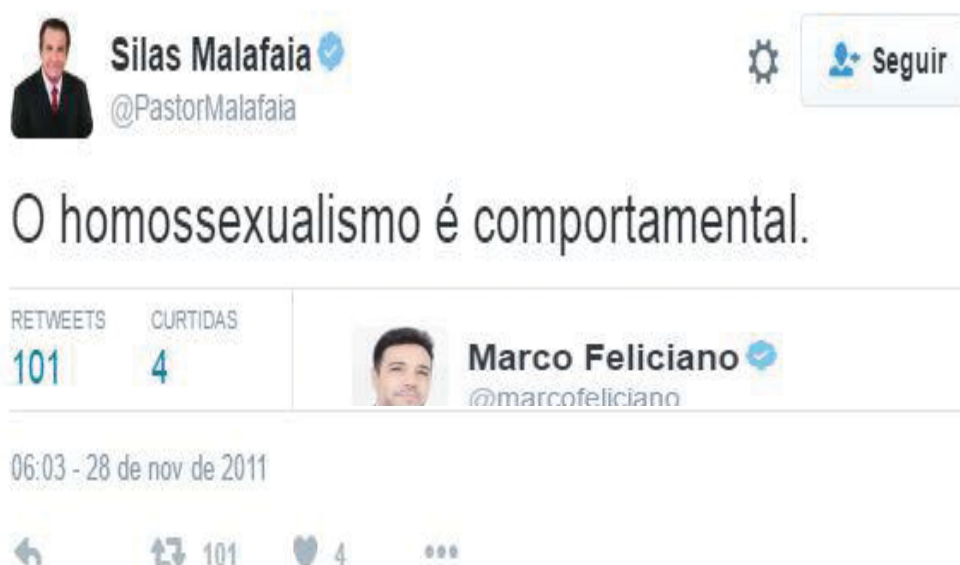 Silas Malafaia
@PastorMalafaia
Seguir
O homossexualismo é comportamental.
RETWEETS CURTIDAS
101 4
Marco Feliciano
@marcofeliciano
06:03 - 28 de nov de 2011
101 4